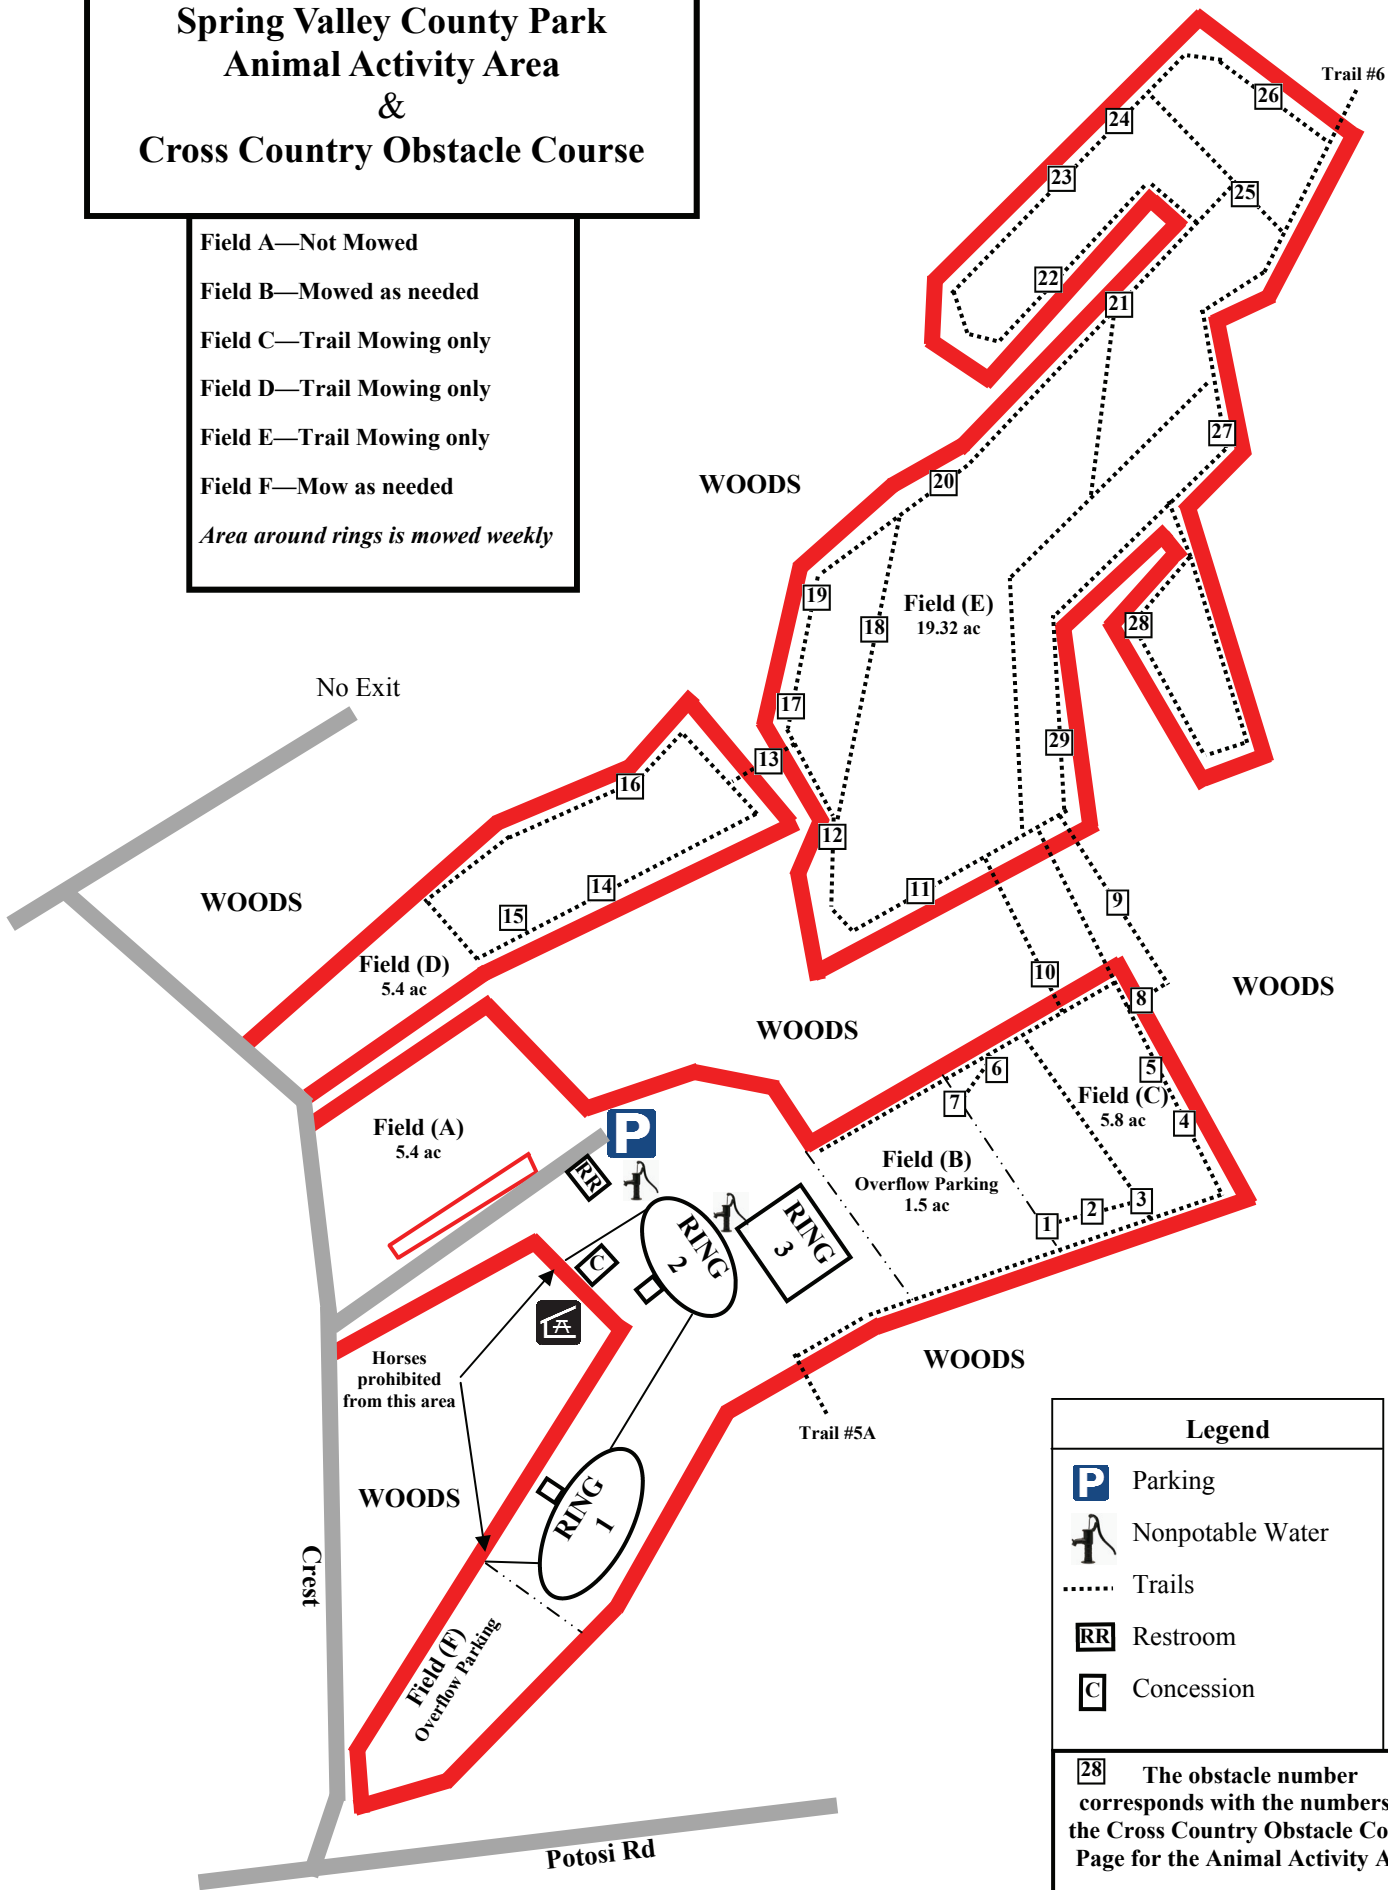 Spring Valley County Park
Animal Activity Area
&
Cross Country Obstacle Course
Field A—Not Mowed
Field B—Mowed as needed
Field C—Trail Mowing only
Field D—Trail Mowing only
Field E—Trail Mowing only
Field F—Mow as needed
Area around rings is mowed weekly
Trail #6
26
24
23
25
22
21
27
20
WOODS
19
18
Field (E)
19.32 ac
28
17
29
13
No Exit
16
12
14
11
15
9
WOODS
Field (D)
5.4 ac
10
8
WOODS
WOODS
6
5
7
Field (C)
5.8 ac
4
Field (A)
5.4 ac
P
RR
Field (B)
Overflow Parking
1.5 ac
1
2
3
RING
2
RING
3
C
Horses
prohibited
from this area
WOODS
Trail #5A
WOODS
RING
1
Crest
Field (F)
Overflow Parking
Potosi Rd
Legend
P Parking
Nonpotable Water
Trails
RR Restroom
C Concession
28 The obstacle number
corresponds with the numbers
the Cross Country Obstacle Co
Page for the Animal Activity A